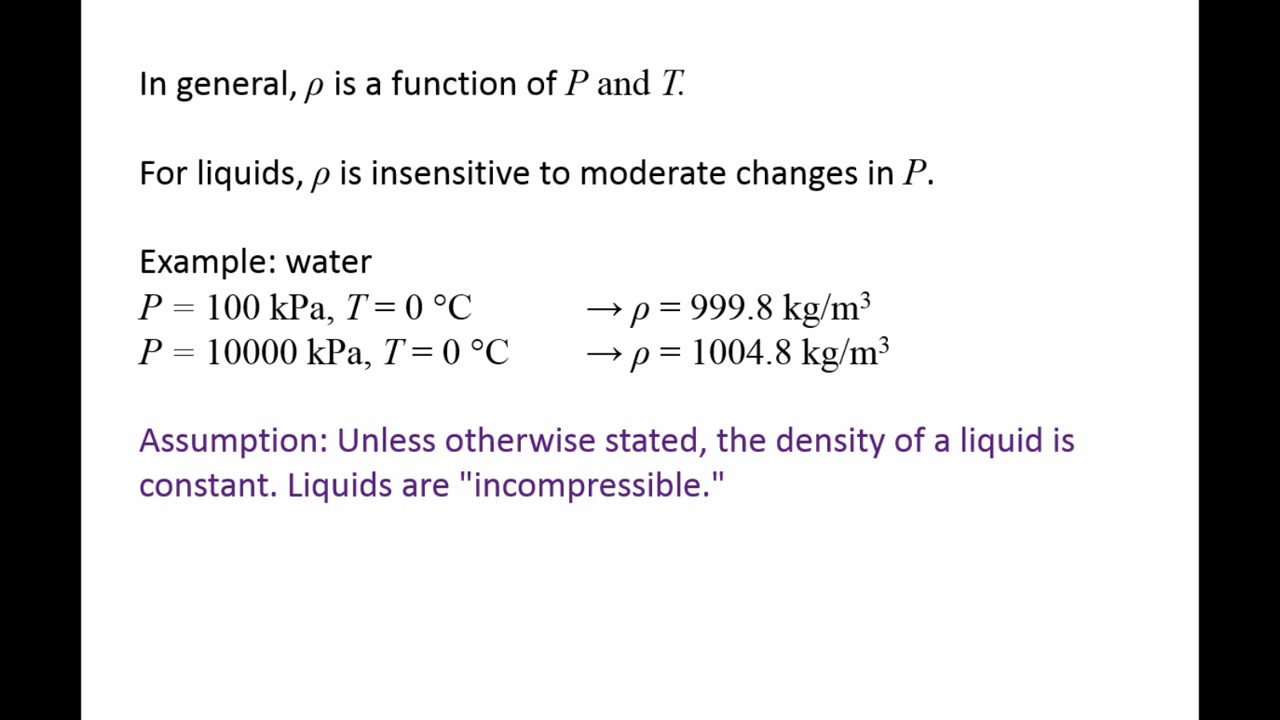 In general, ρ is a function of P and T.
For liquids, ρ is insensitive to moderate changes in P.
Example: water
P = 100 kPa, T = 0 °C → ρ = 999.8 kg/m³
P = 10000 kPa, T = 0 °C → ρ = 1004.8 kg/m³
Assumption: Unless otherwise stated, the density of a liquid is
constant. Liquids are "incompressible."